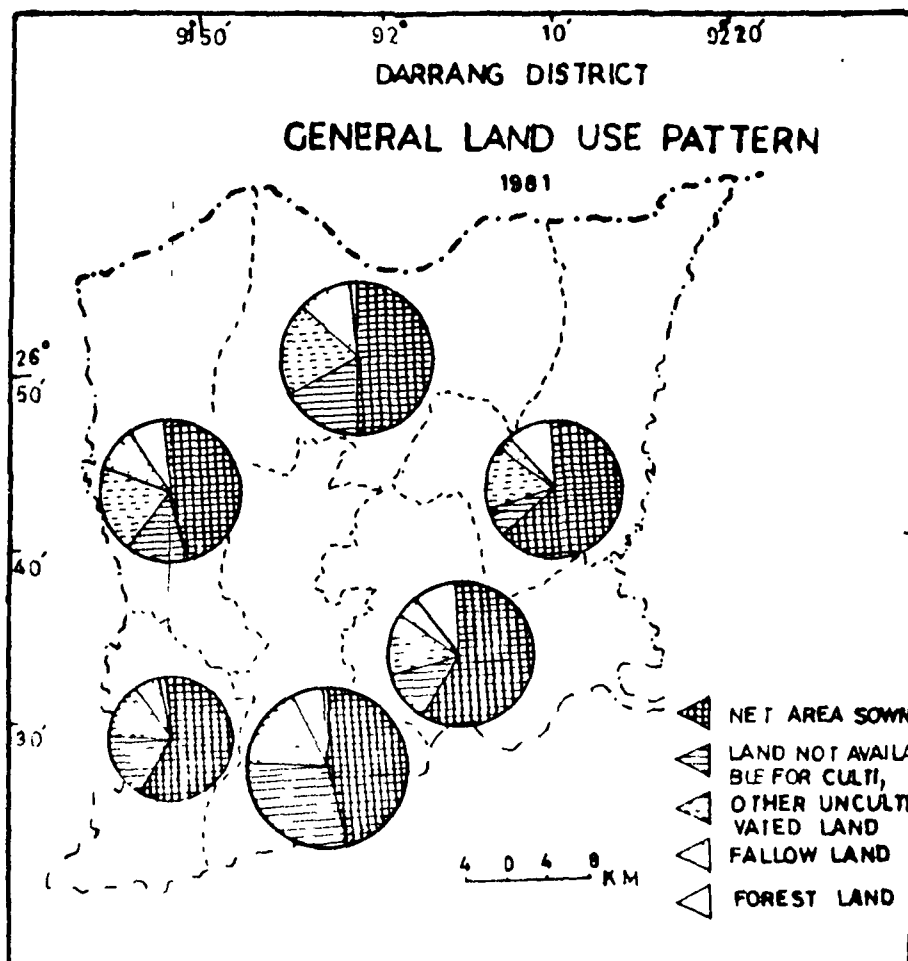 91°50′ 92° 10′ 92°20′
DARRANG DISTRICT
GENERAL LAND USE PATTERN
1981
26°
50′
40′
30′
NET AREA SOWN
LAND NOT AVAILA
BLE FOR CULTI,
OTHER UNCULTI
VATED LAND
FALLOW LAND
FOREST LAND
4 0 4 8
KM